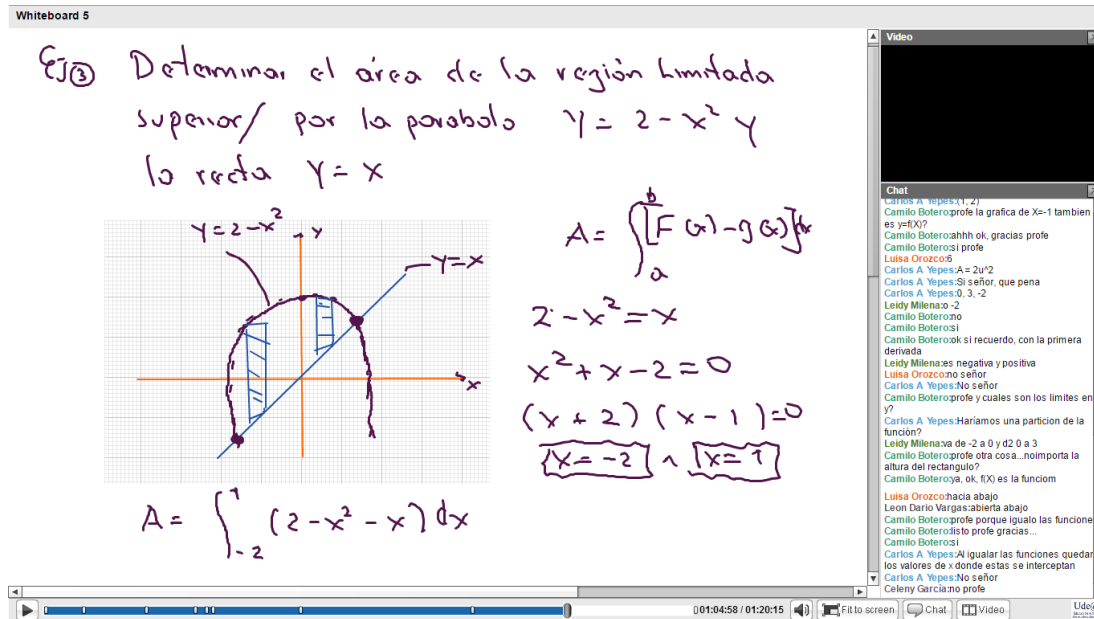 Whiteboard 5
Ej③ Determinar el área de la región Limitada
superior/ por la parabola y = 2 - x² y
la recta y = x
y = 2 - x²
y
y = x
x
A = ∫ₐᵇ [F(x) - g(x)] dx
2 - x² = x
x² + x - 2 = 0
(x + 2) (x - 1) = 0
x = -2 ∧ x = 1
A = ∫₋₂¹ (2 - x² - x) dx
Video
Chat
Carlos A Yepes:(1, 2)
Camilo Botero:profe la grafica de X=-1 tambien
es y=f(X)?
Camilo Botero:ahhh ok, gracias profe
Camilo Botero:si profe
Luisa Orozco:6
Carlos A Yepes:A = 2u^2
Carlos A Yepes:Si señor, que pena
Carlos A Yepes:0, 3, -2
Leidy Milena:o -2
Camilo Botero:no
Camilo Botero:si
Camilo Botero:ok si recuerdo, con la primera
derivada
Leidy Milena:es negativa y positiva
Luisa Orozco:no señor
Carlos A Yepes:No señor
Camilo Botero:profe y cuales son los limites en
y?
Carlos A Yepes:Haríamos una particion de la
función?
Leidy Milena:va de -2 a 0 y d2 0 a 3
Camilo Botero:profe otra cosa...noimporta la
altura del rectangulo?
Camilo Botero:ya, ok, f(X) es la funciom
Luisa Orozco:hacia abajo
Leon Dario Vargas:abierta abajo
Camilo Botero:profe porque igualo las funcione
Camilo Botero:listo profe gracias...
Camilo Botero:si
Carlos A Yepes:Al igualar las funciones quedar
los valores de x donde estas se interceptan
Carlos A Yepes:No señor
Celeny Garcia:no profe
01:04:58 / 01:20:15
Fit to screen
Chat
Video
Ude@